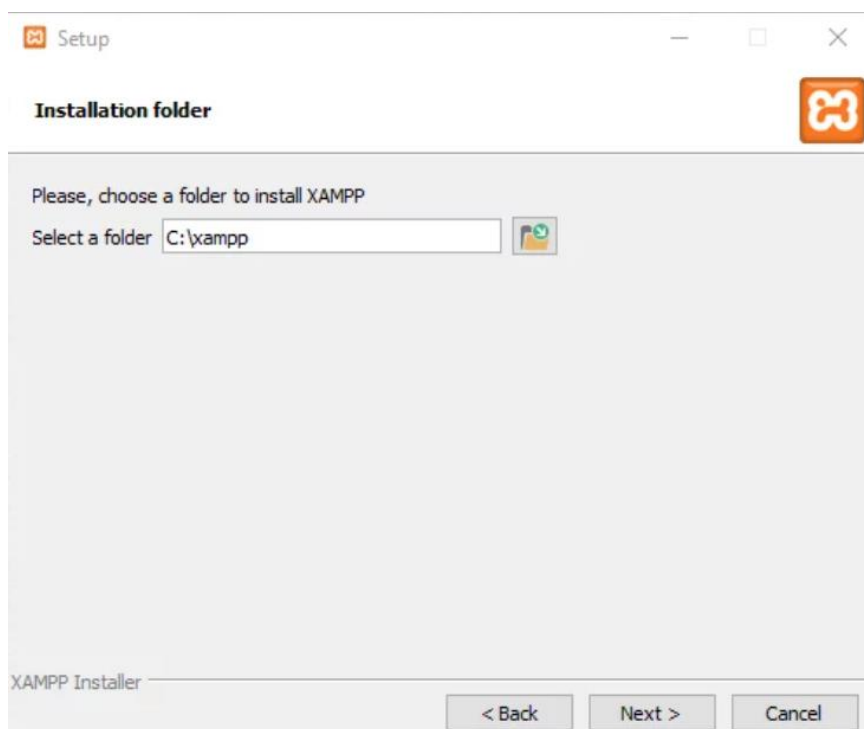 Setup
Installation folder
Please, choose a folder to install XAMPP
Select a folder C:\xampp
XAMPP Installer
< Back Next > Cancel